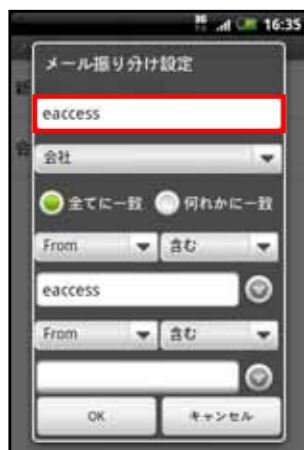 16:35
メール振り分け設定
eaccess
会社
全てに一致 何れかに一致
From 含む
eaccess
From 含む
OK キャンセル